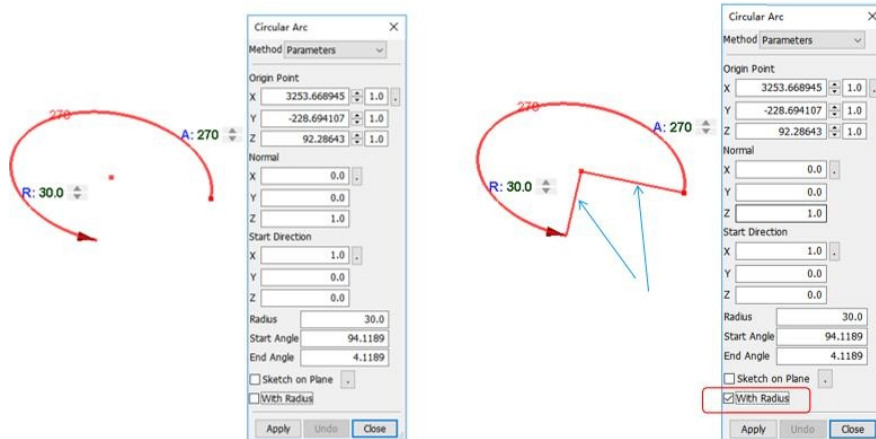 Circular Arc
Method Parameters
Origin Point
X 3253.668945 1.0 .
Y -228.694107 1.0
Z 92.28643 1.0
Normal
X 0.0 .
Y 0.0
Z 1.0
Start Direction
X 1.0 .
Y 0.0
Z 0.0
Radius 30.0
Start Angle 94.1189
End Angle 4.1189
Sketch on Plane .
With Radius
Apply Undo Close
270
A: 270
R: 30.0
Circular Arc
Method Parameters
Origin Point
X 3253.668945 1.0 .
Y -228.694107 1.0
Z 92.28643 1.0
Normal
X 0.0 .
Y 0.0
Z 1.0
Start Direction
X 1.0 .
Y 0.0
Z 0.0
Radius 30.0
Start Angle 94.1189
End Angle 4.1189
Sketch on Plane .
With Radius
Apply Undo Close
270
A: 270
R: 30.0